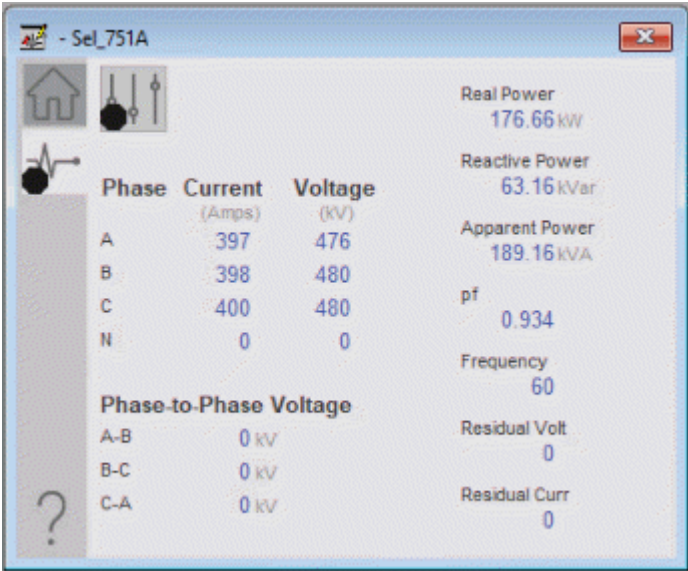 - Sel_751A
Phase Current Voltage
(Amps) (kV)
A 397 476
B 398 480
C 400 480
N 0 0
Phase-to-Phase Voltage
A-B 0 kV
B-C 0 kV
C-A 0 kV
?
Real Power
176.66 kW
Reactive Power
63.16 kVar
Apparent Power
189.16 kVA
pf
0.934
Frequency
60
Residual Volt
0
Residual Curr
0